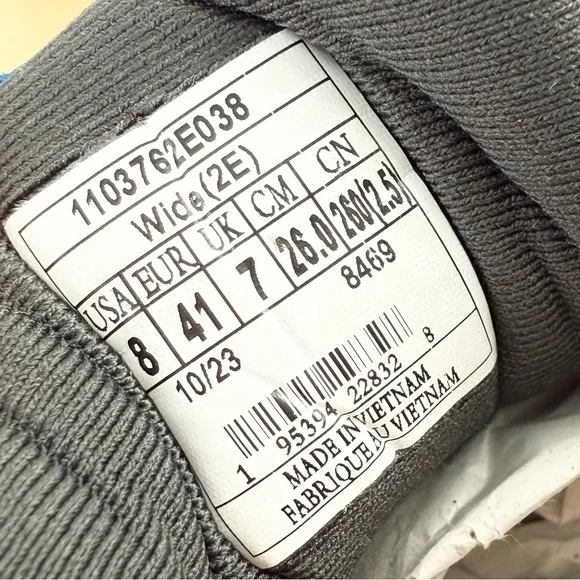 1103762E038
Wide(2E)
USA EUR UK CM CN
8 41 7 26.0 260(2.5)
10/23 8469
1 95394 22832 8
MADE IN VIETNAM
FABRIQUE AU VIETNAM